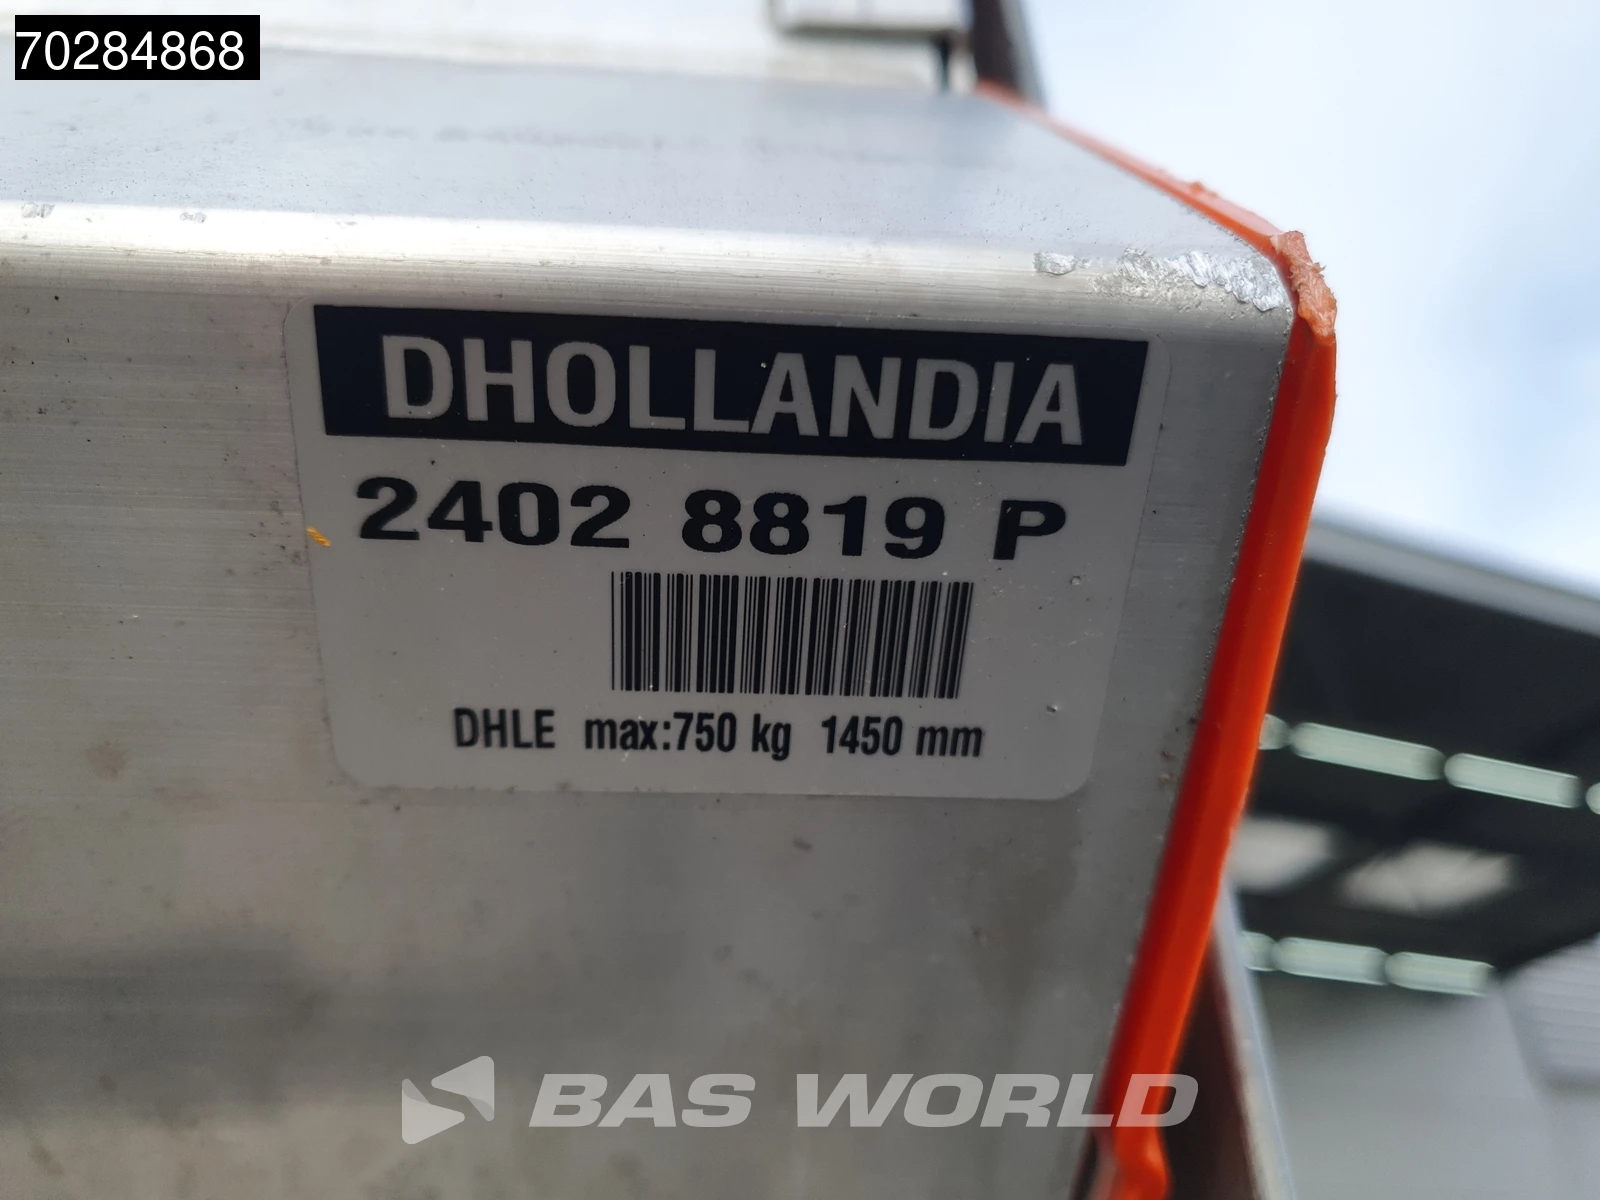 70284868
DHOLLANDIA
2402 8819 P
DHLE max:750 kg 1450 mm
BAS WORLD